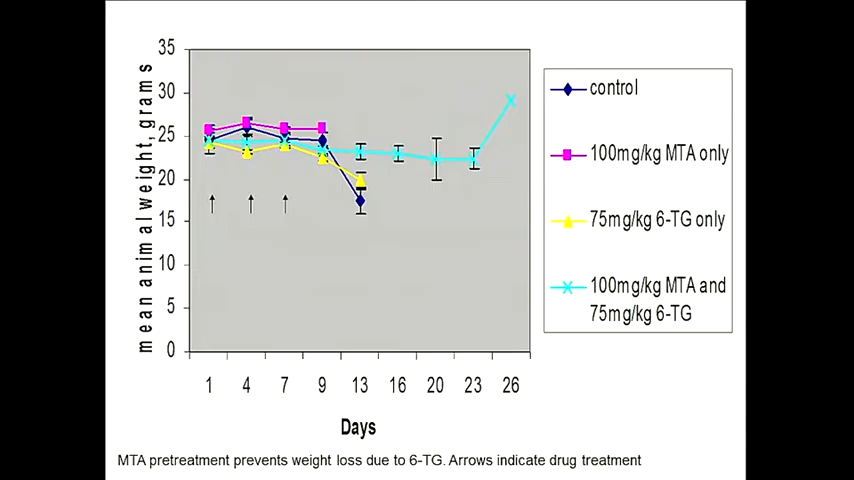 35
30
25
20
15
10
5
0
mean animal weight, grams
1 4 7 9 13 16 20 23 26
Days
control
100mg/kg MTA only
75mg/kg 6-TG only
100mg/kg MTA and
75mg/kg 6-TG
MTA pretreatment prevents weight loss due to 6-TG. Arrows indicate drug treatment